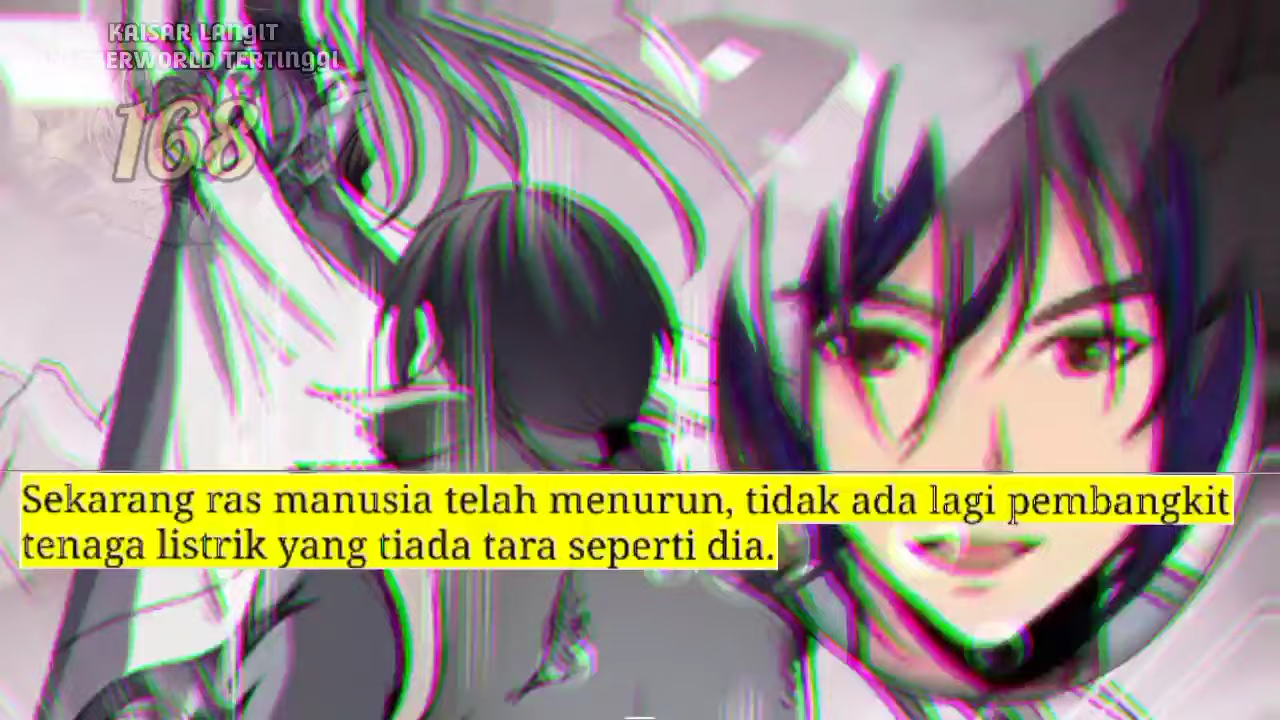 KAISAR LANGIT
TERWORLD TERTINGGI
168
Sekarang ras manusia telah menurun, tidak ada lagi pembangkit
tenaga listrik yang tiada tara seperti dia.